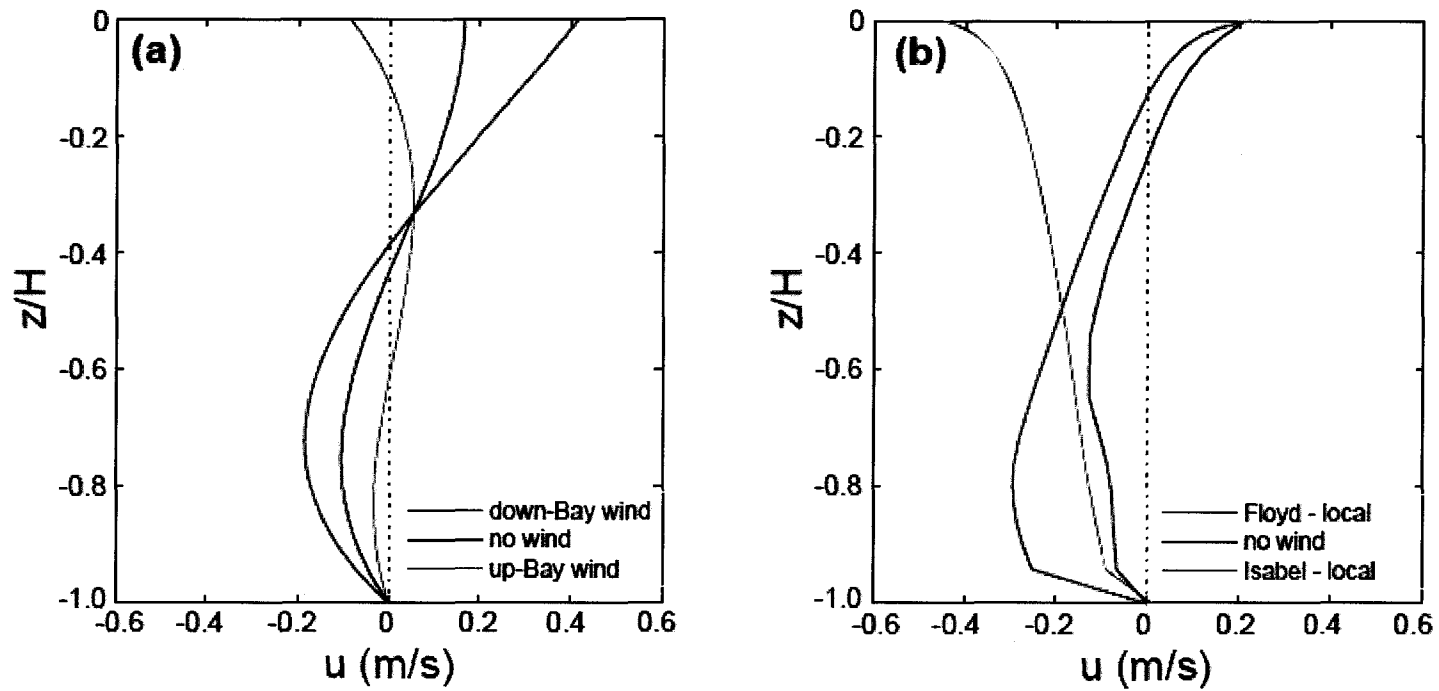 (a)
0
-0.2
-0.4
-0.6
-0.8
-1.0
z/H
-0.6 -0.4 -0.2 0 0.2 0.4 0.6
u (m/s)
down-Bay wind
no wind
up-Bay wind
(b)
0
-0.2
-0.4
-0.6
-0.8
-1.0
z/H
-0.6 -0.4 -0.2 0 0.2 0.4 0.6
u (m/s)
Floyd - local
no wind
Isabel - local